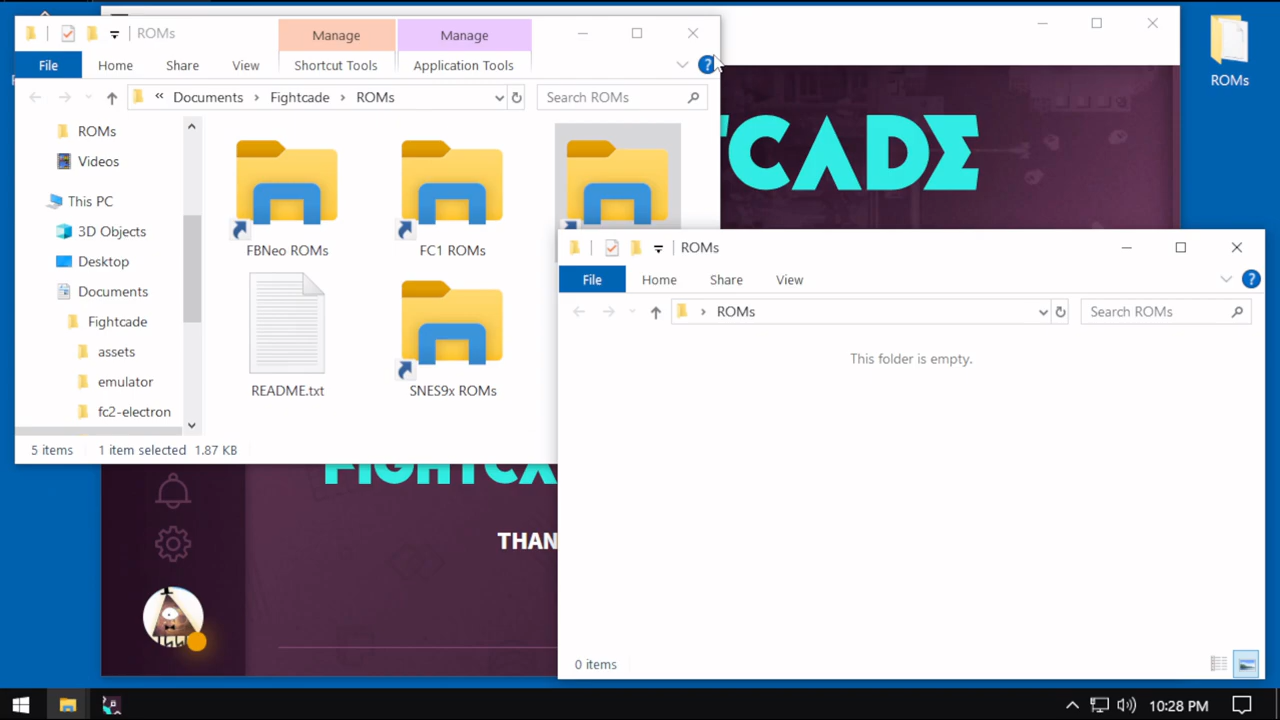 ROMs
Manage
Manage
File
Home
Share
View
Shortcut Tools
Application Tools
?
«
Documents
Fightcade
ROMs
Search ROMs
ROMs
Videos
This PC
3D Objects
Desktop
Documents
Fightcade
assets
emulator
fc2-electron
FBNeo ROMs
FC1 ROMs
README.txt
SNES9x ROMs
5 items
1 item selected
1.87 KB
TCADE
ROMs
ROMs
File
Home
Share
View
?
ROMs
Search ROMs
This folder is empty.
0 items
FIGHTCA
THAN
10:28 PM